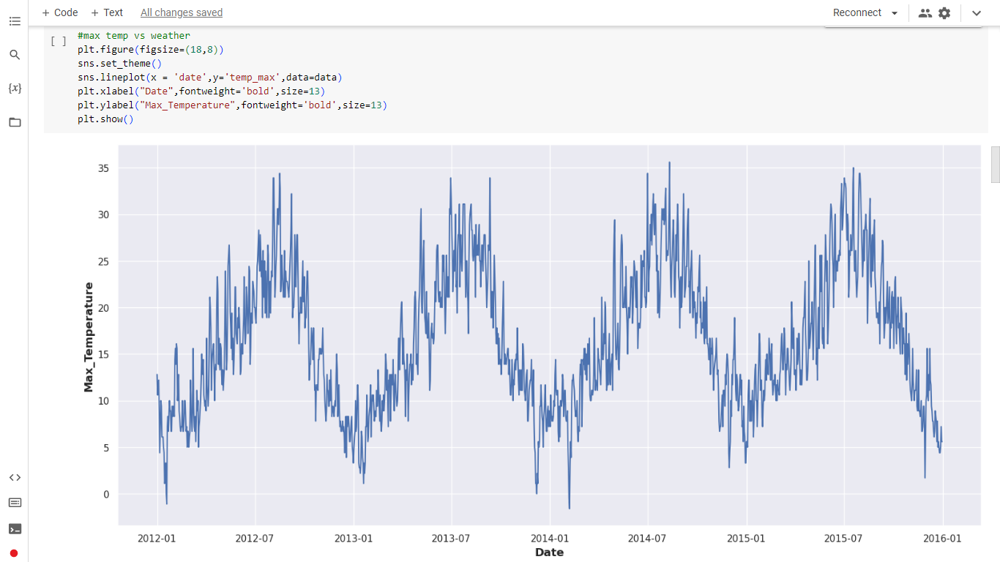 + Code + Text All changes saved Reconnect
{x}
[ ] #max temp vs weather
plt.figure(figsize=(18,8))
sns.set_theme()
sns.lineplot(x = 'date',y='temp_max',data=data)
plt.xlabel("Date",fontweight='bold',size=13)
plt.ylabel("Max_Temperature",fontweight='bold',size=13)
plt.show()
35
30
25
20
15
10
5
0
Max_Temperature
2012-01 2012-07 2013-01 2013-07 2014-01 2014-07 2015-01 2015-07 2016-01
Date